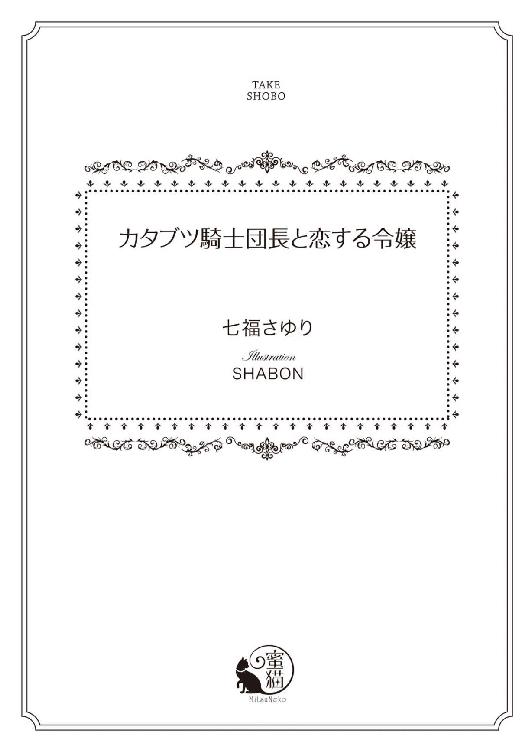 TAKE
SHOBO
カタブツ騎士団長と恋する令嬢
七福さゆり
Illustration
SHABON
蜜猫
MitsuNeko